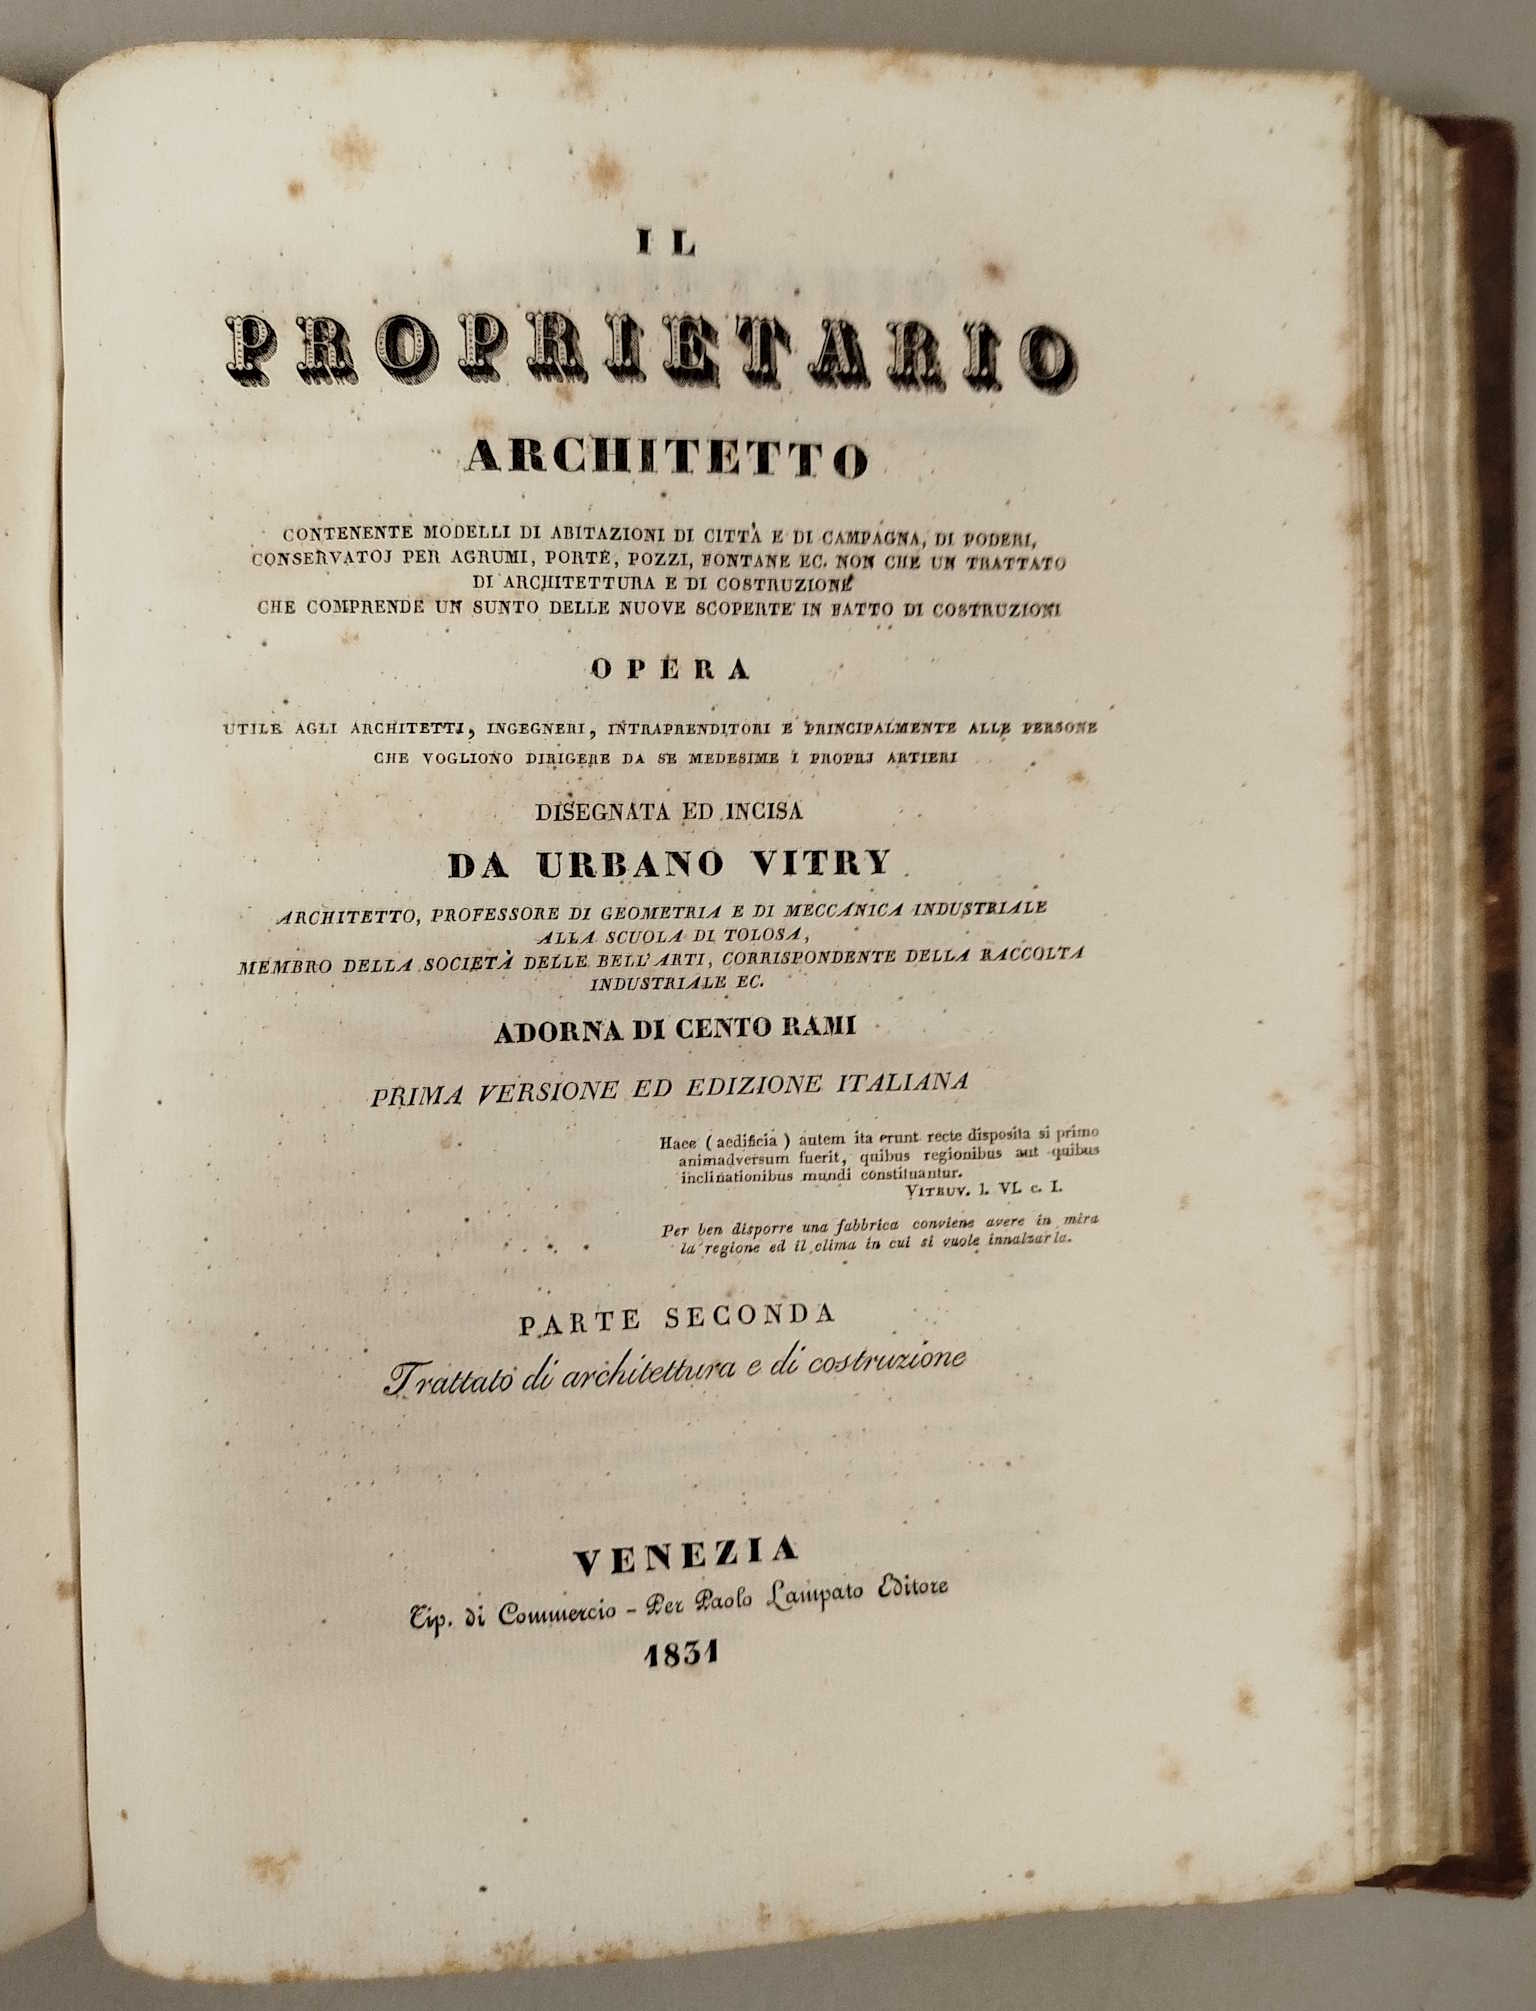 IL
PROPRIETARIO
ARCHITETTO
CONTENENTE MODELLI DI ABITAZIONI DI CITTÀ E DI CAMPAGNA, DI PODERI,
CONSERVATOJ PER AGRUMI, PORTE, POZZI, FONTANE EC. NON CHE UN TRATTATO
DI ARCHITETTURA E DI COSTRUZIONE
CHE COMPRENDE UN SUNTO DELLE NUOVE SCOPERTE IN FATTO DI COSTRUZIONI
OPERA
UTILE AGLI ARCHITETTI, INGEGNERI, INTRAPRENDITORI E PRINCIPALMENTE ALLE PERSONE
CHE VOGLIONO DIRIGERE DA SE MEDESIME I PROPRJ ARTIERI
DISEGNATA ED INCISA
DA URBANO VITRY
ARCHITETTO, PROFESSORE DI GEOMETRIA E DI MECCANICA INDUSTRIALE
ALLA SCUOLA DI TOLOSA,
MEMBRO DELLA SOCIETÀ DELLE BELL'ARTI, CORRISPONDENTE DELLA RACCOLTA
INDUSTRIALE EC.
ADORNA DI CENTO RAMI
PRIMA VERSIONE ED EDIZIONE ITALIANA
Haec (aedificia) autem ita erunt recte disposita si primo
animadversum fuerit, quibus regionibus aut quibus
inclinationibus mundi constituantur.
VITRUV. l. VI. c. I.
Per ben disporre una fabbrica conviene avere in mira
la regione ed il clima in cui si vuole innalzarla.
PARTE SECONDA
Trattato di architettura e di costruzione
VENEZIA
Tip. di Commercio - Per Paolo Lampato Editore
1831